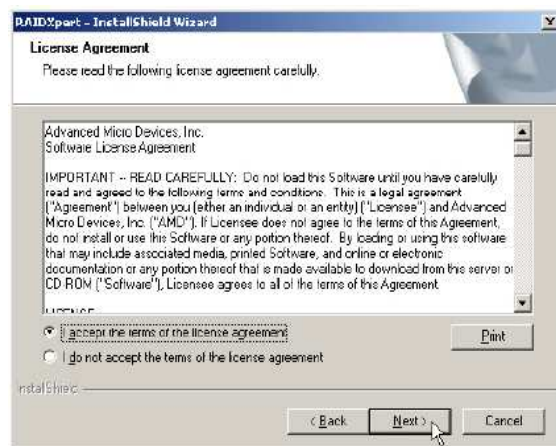 RAIDXpert - InstallShield Wizard
License Agreement
Please read the following license agreement carefully.
Advanced Micro Devices, Inc.
Software License Agreement
IMPORTANT -- READ CAREFULLY: Do not load this Software until you have carefully
read and agreed to the following terms and conditions. This is a legal agreement
("Agreement") between you (either an individual or an entity) ("Licensee") and Advanced
Micro Devices, Inc. ("AMD"). If Licensee does not agree to the terms of this Agreement,
do not install or use this Software or any portion thereof. By loading or using this software
that may include associated media, printed Software, and online or electronic
documentation or any portion thereof that is made available to download from this server or
CD ROM ("Software"), Licensee agrees to all of the terms of this Agreement
LICENSE
I accept the terms of the license agreement
Print
I do not accept the terms of the license agreement
InstallShield
< Back
Next >
Cancel